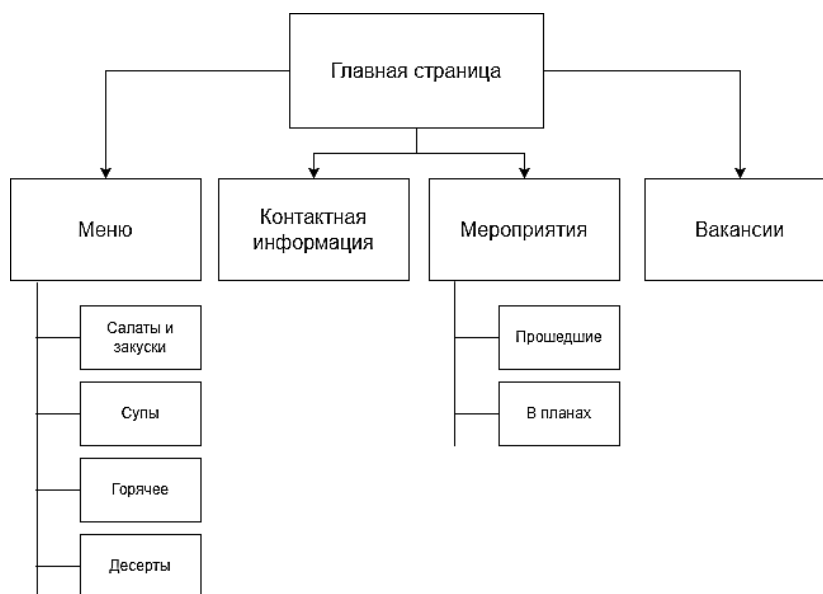 Главная страница
Меню
Контактная
информация
Мероприятия
Вакансии
Салаты и
закуски
Супы
Горячее
Десерты
Прошедшие
В планах